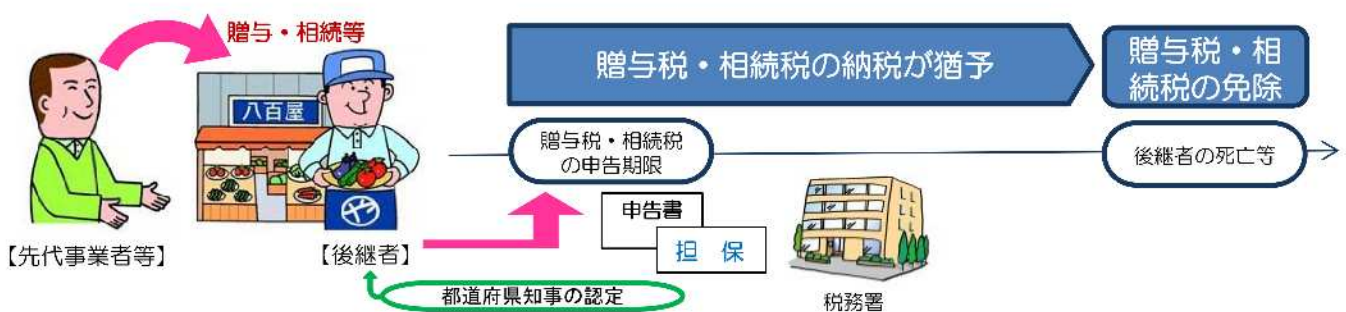 贈与・相続等
八百屋
や
【先代事業者等】
【後継者】
都道府県知事の認定
贈与税・相続税の納税が猶予
贈与税・相
続税の免除
贈与税・相続税
の申告期限
後継者の死亡等
申告書
担　保
税務署